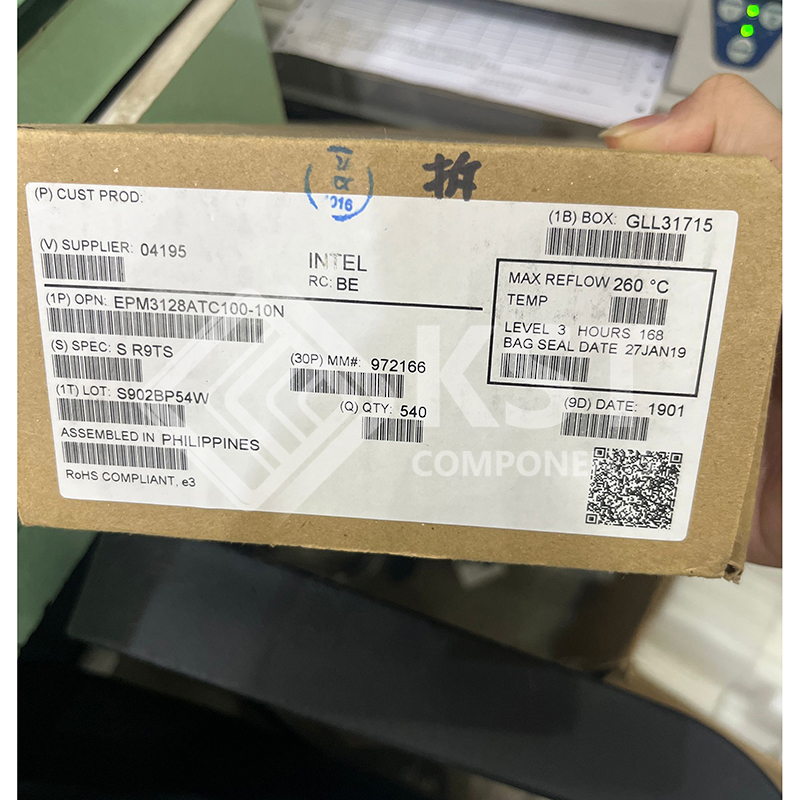 016
拆
(P) CUST PROD:
(1B) BOX: GLL31715
(V) SUPPLIER: 04195
INTEL
RC: BE
MAX REFLOW 260 °C
TEMP
LEVEL 3 HOURS 168
BAG SEAL DATE 27JAN19
(1P) OPN: EPM3128ATC100-10N
(S) SPEC: S R9TS
(30P) MM#: 972166
(1T) LOT: S902BP54W
(Q) QTY: 540
(9D) DATE: 1901
ASSEMBLED IN PHILIPPINES
RoHS COMPLIANT, e3